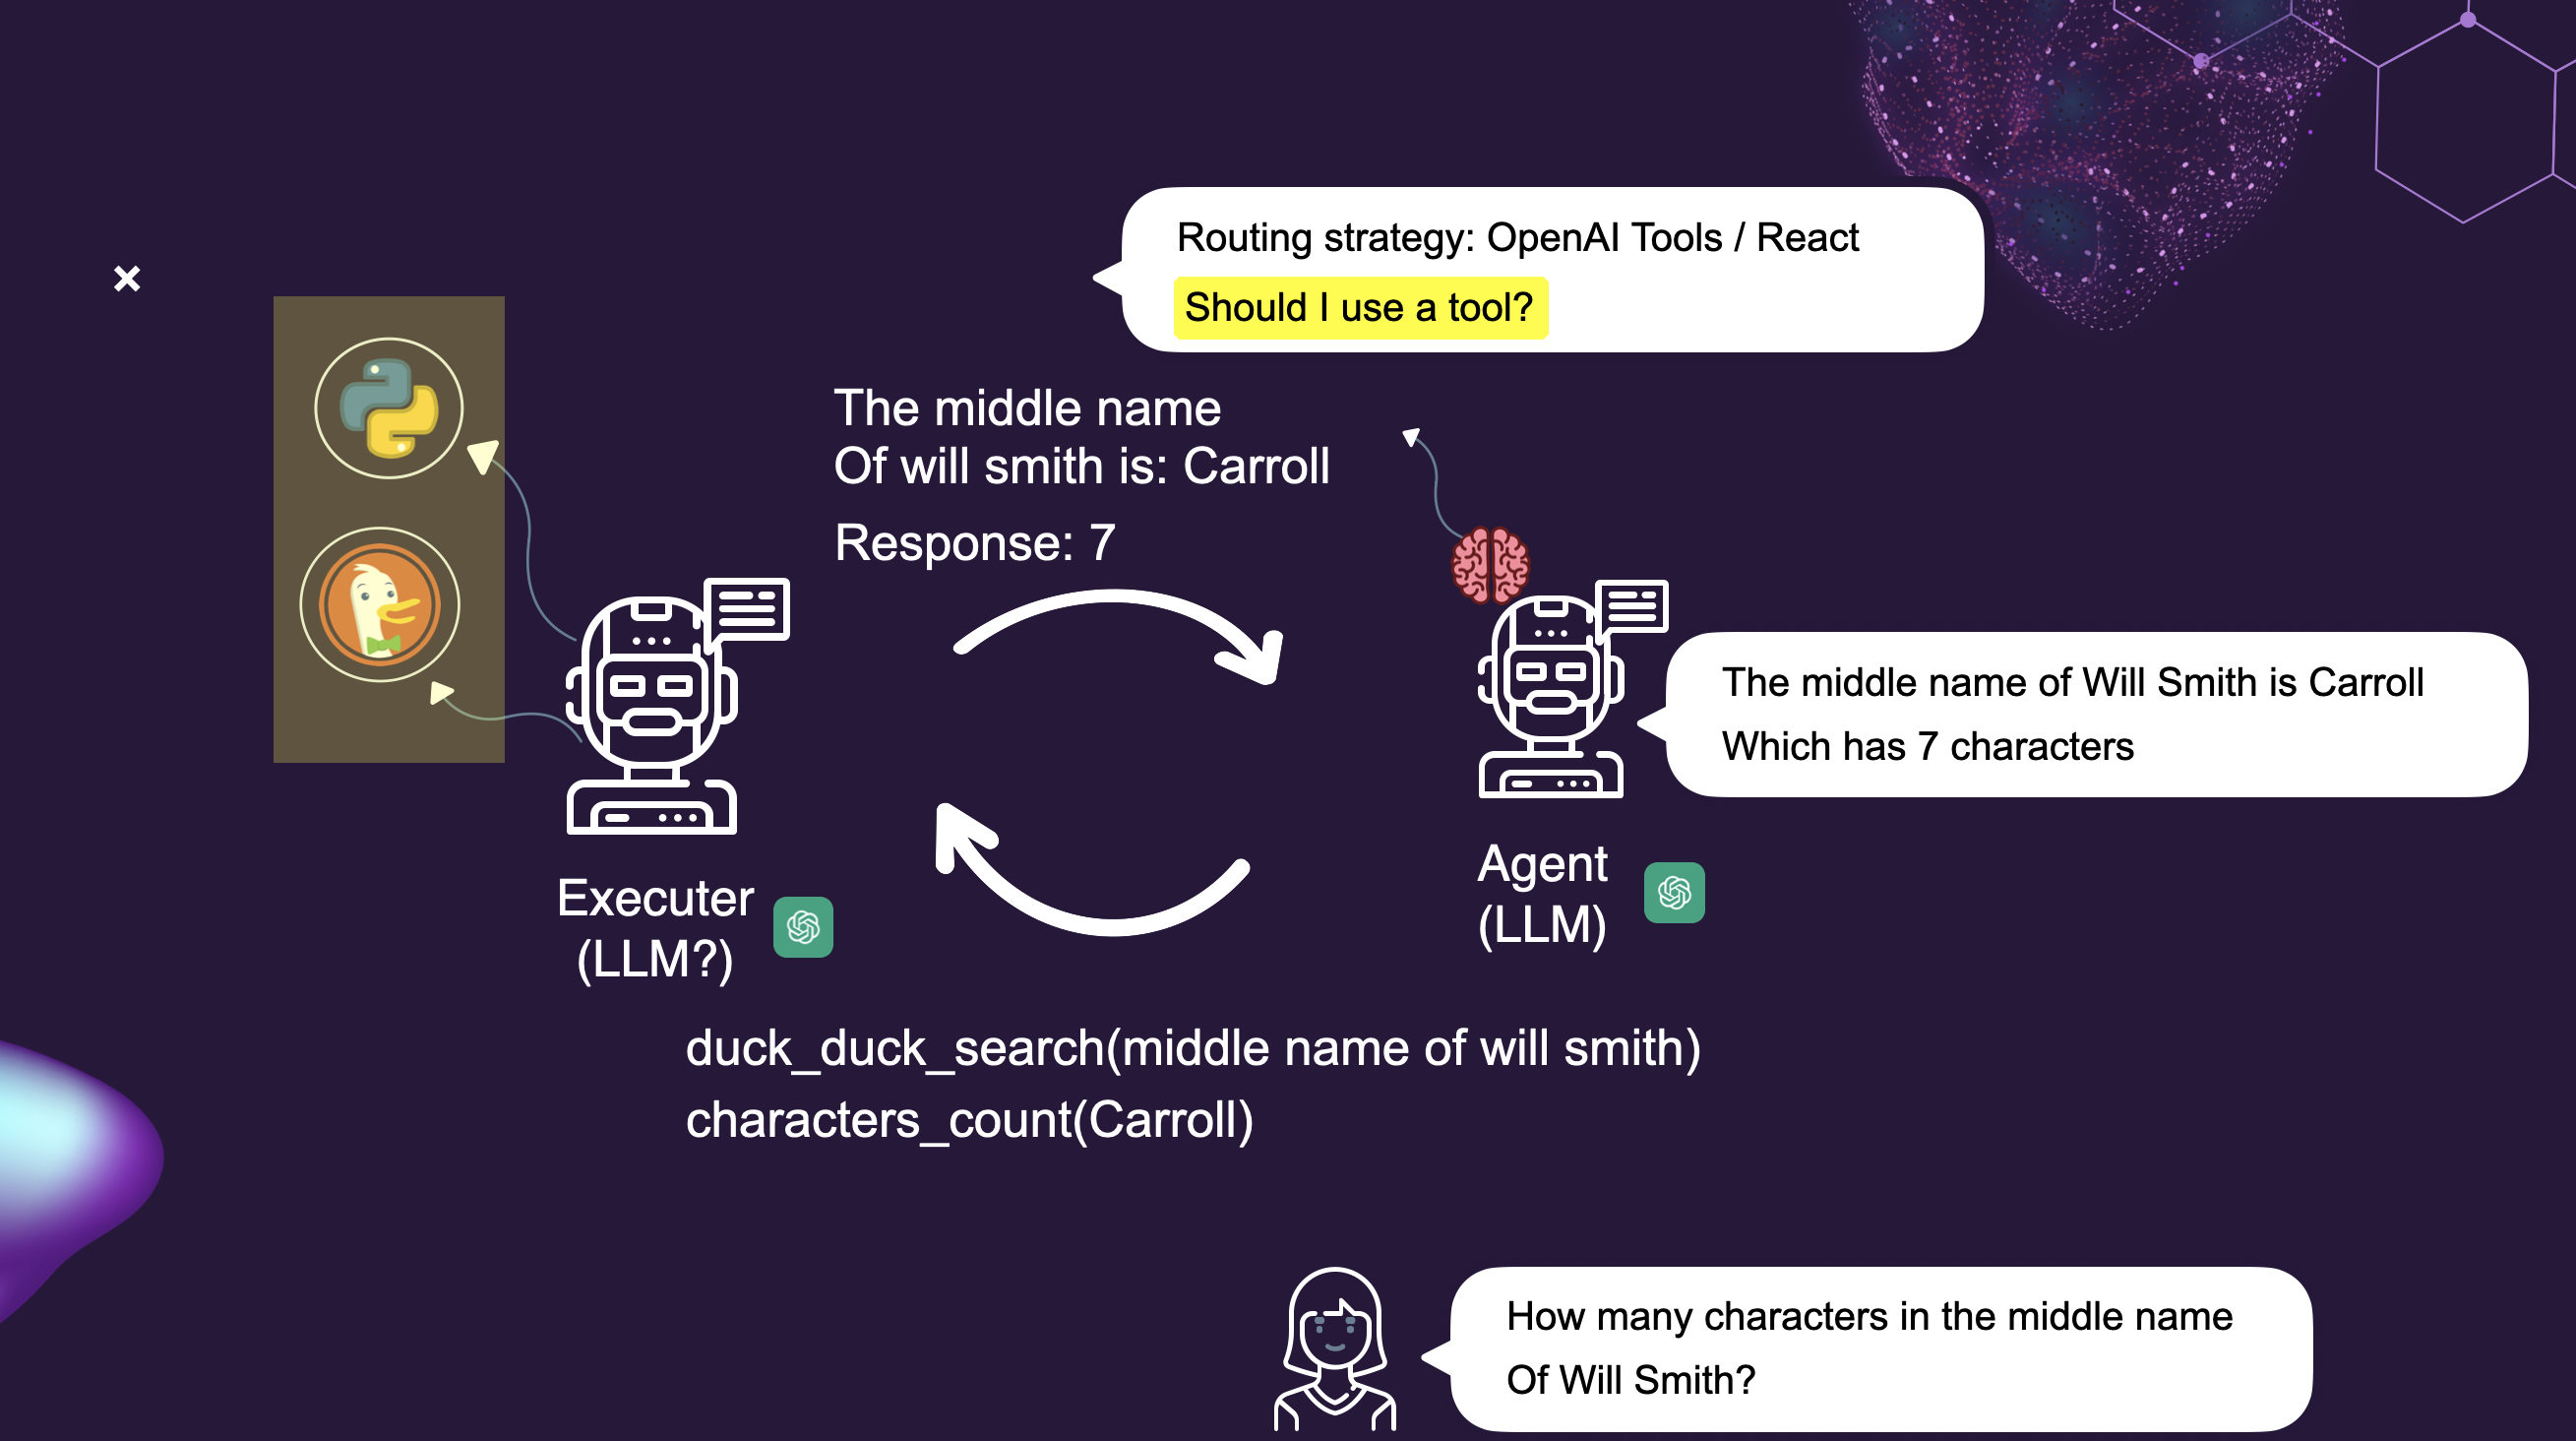 Routing strategy: OpenAI Tools / React
Should I use a tool?
The middle name
Of will smith is: Carroll
Response: 7
The middle name of Will Smith is Carroll
Which has 7 characters
Executer
(LLM?)
Agent
(LLM)
duck_duck_search(middle name of will smith)
characters_count(Carroll)
How many characters in the middle name
Of Will Smith?